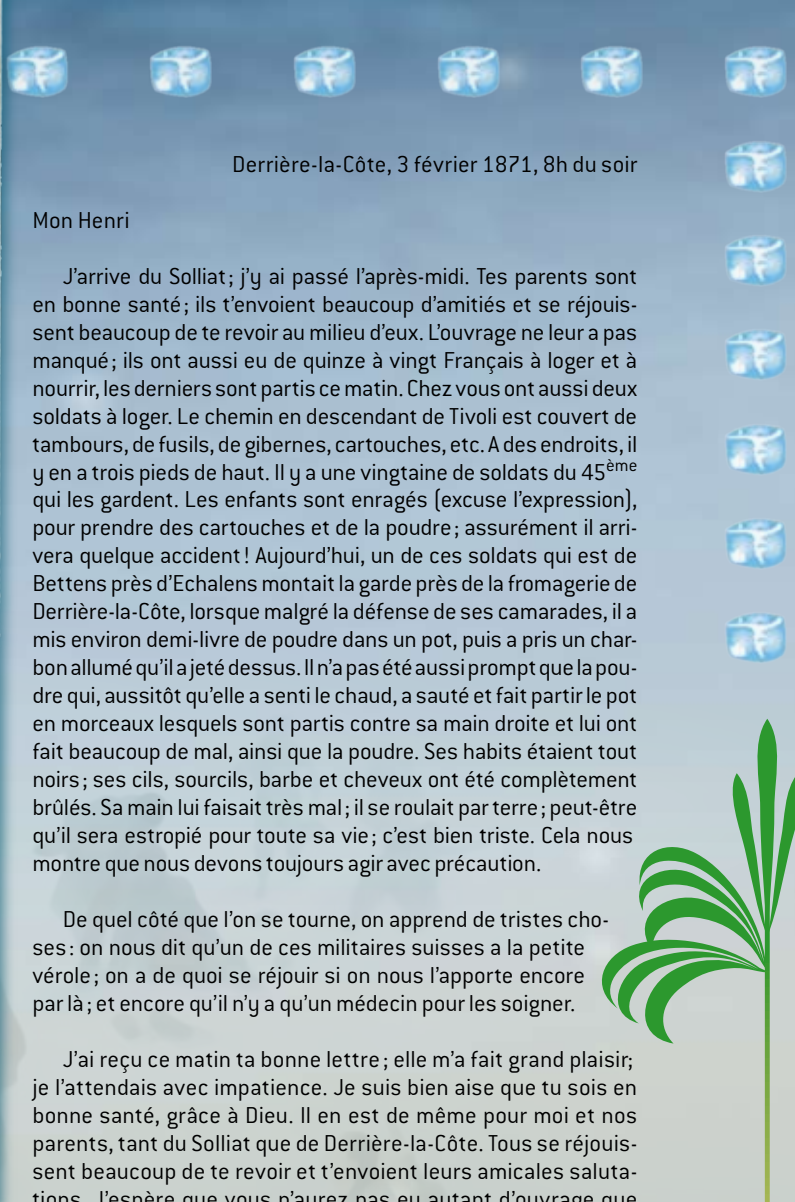 Derrière-la-Côte, 3 février 1871, 8h du soir
Mon Henri
J'arrive du Solliat ; j'y ai passé l'après-midi. Tes parents sont
en bonne santé ; ils t'envoient beaucoup d'amitiés et se réjouis-
sent beaucoup de te revoir au milieu d'eux. L'ouvrage ne leur a pas
manqué ; ils ont aussi eu de quinze à vingt Français à loger et à
nourrir, les derniers sont partis ce matin. Chez vous ont aussi deux
soldats à loger. Le chemin en descendant de Tivoli est couvert de
tambours, de fusils, de gibernes, cartouches, etc. A des endroits, il
y en a trois pieds de haut. Il y a une vingtaine de soldats du 45ème
qui les gardent. Les enfants sont enragés (excuse l'expression),
pour prendre des cartouches et de la poudre ; assurément il arri-
vera quelque accident ! Aujourd'hui, un de ces soldats qui est de
Bettens près d'Echalens montait la garde près de la fromagerie de
Derrière-la-Côte, lorsque malgré la défense de ses camarades, il a
mis environ demi-livre de poudre dans un pot, puis a pris un char-
bon allumé qu'il a jeté dessus. Il n'a pas été aussi prompt que la pou-
dre qui, aussitôt qu'elle a senti le chaud, a sauté et fait partir le pot
en morceaux lesquels sont partis contre sa main droite et lui ont
fait beaucoup de mal, ainsi que la poudre. Ses habits étaient tout
noirs ; ses cils, sourcils, barbe et cheveux ont été complètement
brûlés. Sa main lui faisait très mal ; il se roulait par terre ; peut-être
qu'il sera estropié pour toute sa vie ; c'est bien triste. Cela nous
montre que nous devons toujours agir avec précaution.
De quel côté que l'on se tourne, on apprend de tristes cho-
ses : on nous dit qu'un de ces militaires suisses a la petite
vérole ; on a de quoi se réjouir si on nous l'apporte encore
par là ; et encore qu'il n'y a qu'un médecin pour les soigner.
J'ai reçu ce matin ta bonne lettre ; elle m'a fait grand plaisir;
je l'attendais avec impatience. Je suis bien aise que tu sois en
bonne santé, grâce à Dieu. Il en est de même pour moi et nos
parents, tant du Solliat que de Derrière-la-Côte. Tous se réjouis-
sent beaucoup de te revoir et t'envoient leurs amicales saluta-
tions. J'espère que vous n'aurez pas eu autant d'ouvrage que